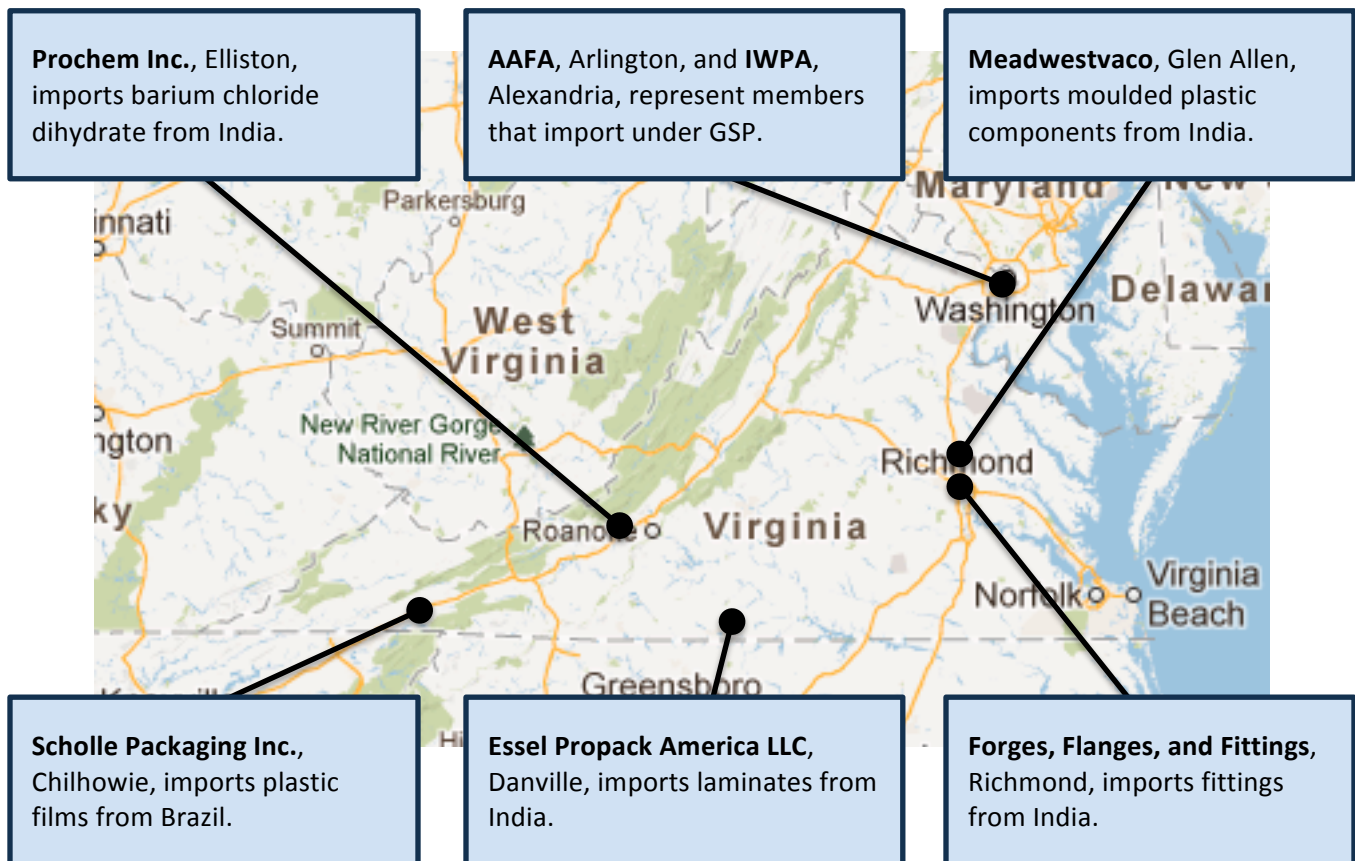 Prochem Inc., Elliston,
imports barium chloride
dihydrate from India.
AAFA, Arlington, and IWPA,
Alexandria, represent members
that import under GSP.
Meadwestvaco, Glen Allen,
imports moulded plastic
components from India.
Maryland
Parkersburg
Washington
Delawar
Summit
West
Virginia
New River Gorge
National River
Richmond
Roanoke
Virginia
Norfolk
Virginia
Beach
Greensboro
Scholle Packaging Inc.,
Chilhowie, imports plastic
films from Brazil.
Essel Propack America LLC,
Danville, imports laminates from
India.
Forges, Flanges, and Fittings,
Richmond, imports fittings
from India.